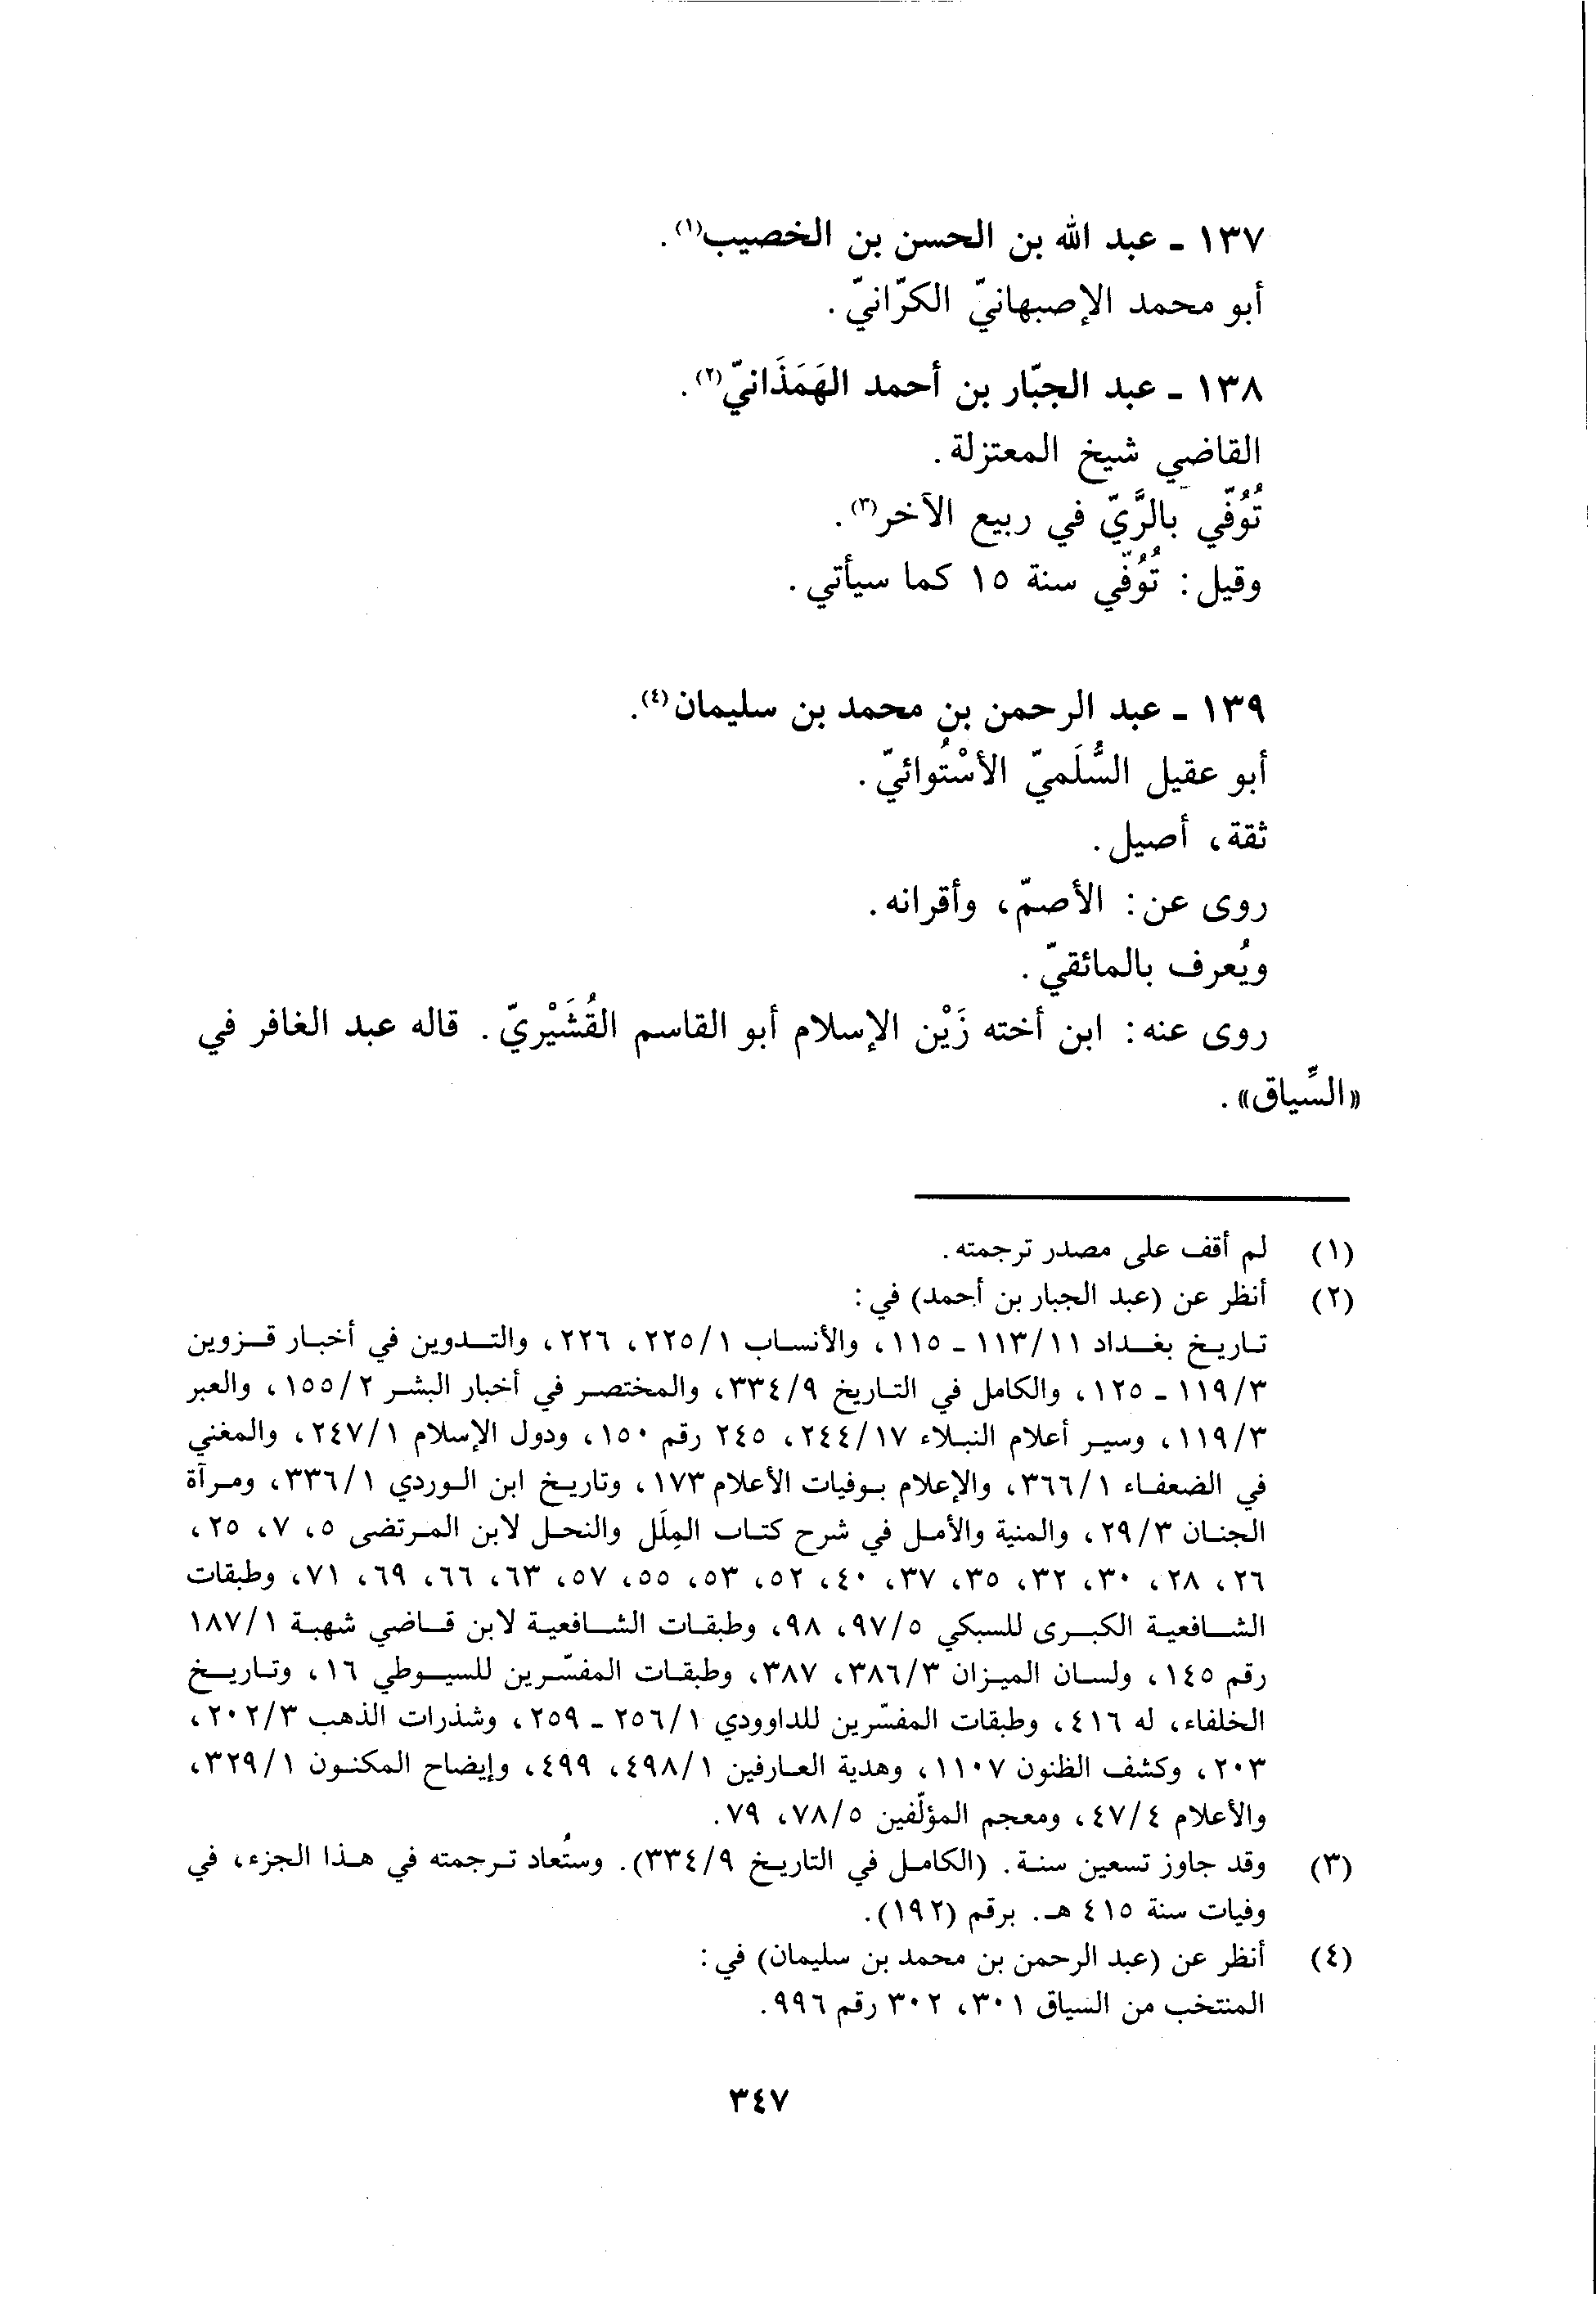 ١٣٧ ـ عبد الله بن الحسن بن الخصيب(١).
أبو محمد الإصبهانيّ الكرّانيّ.
١٣٨ ـ عبد الجبّار بن أحمد الهَمَذَانيّ(٢).
القاضي شيخ المعتزلة.
تُوُفّي بالرَّيّ في ربيع الآخر(٣).
وقيل: تُوُفّي سنة ١٥ كما سيأتي.
١٣٩ ـ عبد الرحمن بن محمد بن سليمان(٤).
أبو عقيل السُّلَميّ الأسْتُوائيّ.
ثقة، أصيل.
روى عن: الأصمّ، وأقرانه.
ويُعرف بالمائقيّ.
روى عنه: ابن أخته زَيْن الإسلام أبو القاسم القُشَيْريّ. قاله عبد الغافر في
«السِّياق».
(١) لم أقف على مصدر ترجمته.
(٢) أنظر عن (عبد الجبار بن أحمد) في:
تاريخ بغداد ١١٣/١١ ـ ١١٥، والأنساب ٢٢٥/١، ٢٢٦، والتدوين في أخبار قزوين
١١٩/٣ ـ ١٢٥، والكامل في التاريخ ٣٣٤/٩، والمختصر في أخبار البشر ١٥٥/٢، والعبر
١١٩/٣، وسير أعلام النبلاء ٢٤٤/١٧، ٢٤٥ رقم ١٥٠، ودول الإسلام ٢٤٧/١، والمغني
في الضعفاء ٣٦٦/١، والإعلام بوفيات الأعلام ١٧٣، وتاريخ ابن الوردي ٣٣٦/١، ومرآة
الجنان ٢٩/٣، والمنية والأمل في شرح كتاب المِلَل والنحل لابن المرتضى ٥، ٧، ٢٥،
٢٦، ٢٨، ٣٠، ٣٢، ٣٥، ٣٧، ٤٠، ٥٢، ٥٣، ٥٥، ٥٧، ٦٣، ٦٦، ٦٩، ٧١، وطبقات
الشافعية الكبرى للسبكي ٩٧/٥، ٩٨، وطبقات الشافعية لابن قاضي شهبة ١٨٧/١
رقم ١٤٥، ولسان الميزان ٣٨٦/٣، ٣٨٧، وطبقات المفسّرين للسيوطي ١٦، وتاريخ
الخلفاء، له ٤١٦، وطبقات المفسّرين للداوودي ٢٥٦/١ ـ ٢٥٩، وشذرات الذهب ٢٠٢/٣،
٢٠٣، وكشف الظنون ١١٠٧، وهدية العارفين ٤٩٨/١، ٤٩٩، وإيضاح المكنون ٣٢٩/١،
والأعلام ٤٧/٤، ومعجم المؤلّفين ٧٨/٥، ٧٩.
(٣) وقد جاوز تسعين سنة. (الكامل في التاريخ ٣٣٤/٩). وستُعاد ترجمته في هذا الجزء، في
وفيات سنة ٤١٥ هـ. برقم (١٩٢).
(٤) أنظر عن (عبد الرحمن بن محمد بن سليمان) في:
المنتخب من السياق ٣٠١، ٣٠٢ رقم ٩٩٦.
٣٤٧